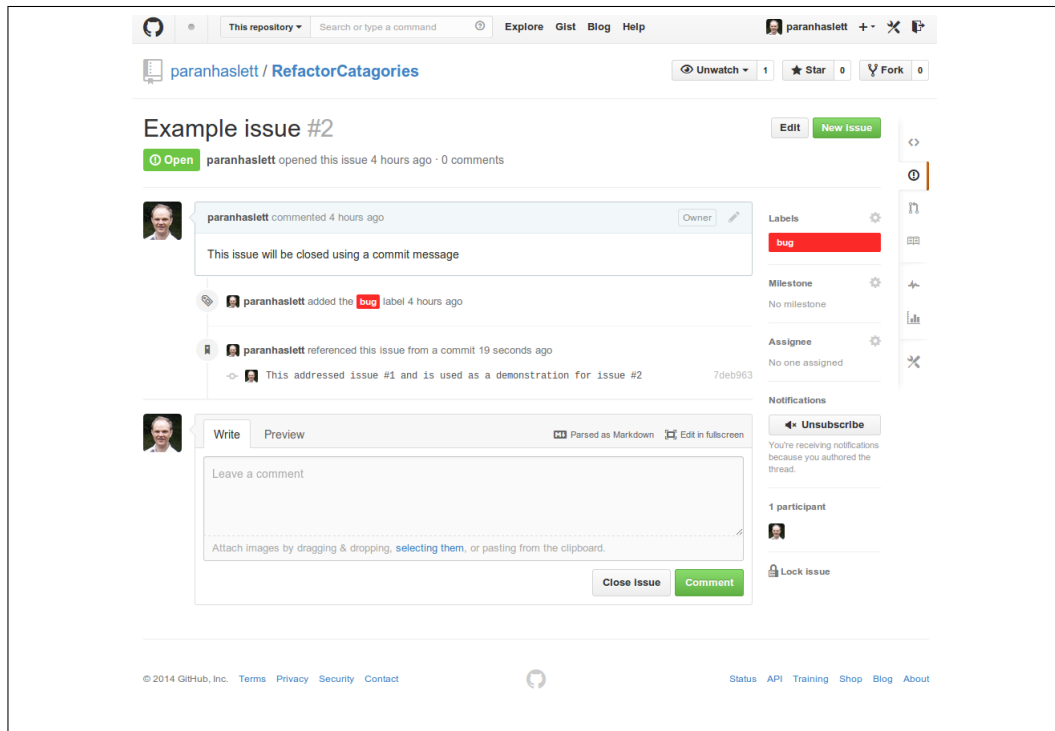 This repository Search or type a command Explore Gist Blog Help paranhaslett
paranhaslett / RefactorCatagories Unwatch 1 Star 0 Fork 0
Example issue #2 Edit New Issue
Open paranhaslett opened this issue 4 hours ago · 0 comments
paranhaslett commented 4 hours ago Owner
This issue will be closed using a commit message
paranhaslett added the bug label 4 hours ago
paranhaslett referenced this issue from a commit 19 seconds ago
This addressed issue #1 and is used as a demonstration for issue #2 7deb963
Labels
bug
Milestone
No milestone
Assignee
No one assigned
Notifications
Unsubscribe
You're receiving notifications
because you authored the
thread.
1 participant
Lock issue
Write Preview Parsed as Markdown Edit in fullscreen
Leave a comment
Attach images by dragging & dropping, selecting them, or pasting from the clipboard.
Close Issue Comment
© 2014 GitHub, Inc. Terms Privacy Security Contact Status API Training Shop Blog About